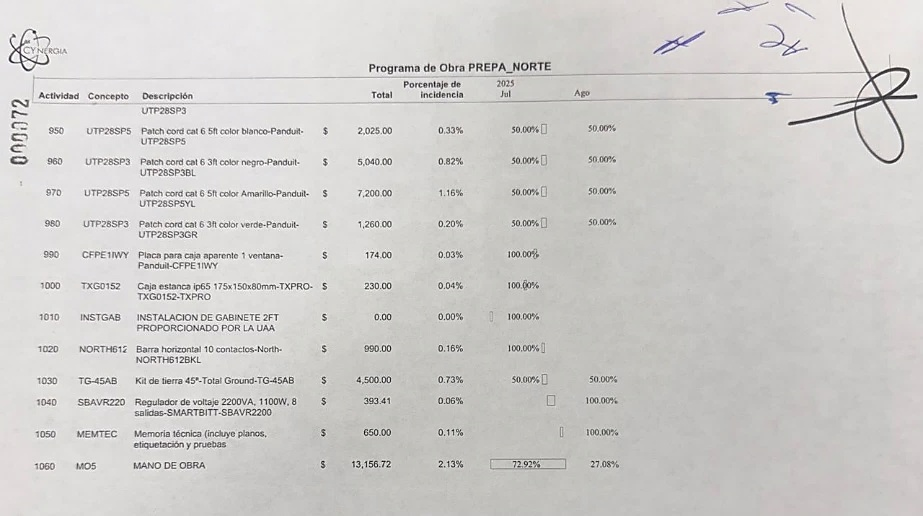 CYNERGIA
000072
Programa de Obra PREPA_NORTE
Actividad Concepto Descripción Total Porcentaje de incidencia 2025 Jul Ago
UTP28SP3
950 UTP28SP5 Patch cord cat 6 5ft color blanco-Panduit- $ 2,025.00 0.33% 50.00% 50.00%
UTP28SP5
960 UTP28SP3 Patch cord cat 6 3ft color negro-Panduit- $ 5,040.00 0.82% 50.00% 50.00%
UTP28SP3BL
970 UTP28SP5 Patch cord cat 6 5ft color Amarillo-Panduit- $ 7,200.00 1.16% 50.00% 50.00%
UTP28SP5YL
980 UTP28SP3 Patch cord cat 6 3ft color verde-Panduit- $ 1,260.00 0.20% 50.00% 50.00%
UTP28SP3GR
990 CFPE1IWY Placa para caja aparente 1 ventana- $ 174.00 0.03% 100.00%
Panduit-CFPE1IWY
1000 TXG0152 Caja estanca ip65 175x150x80mm-TXPRO- $ 230.00 0.04% 100.00%
TXG0152-TXPRO
1010 INSTGAB INSTALACION DE GABINETE 2FT $ 0.00 0.00% 100.00%
PROPORCIONADO POR LA UAA
1020 NORTH612 Barra horizontal 10 contactos-North- $ 990.00 0.16% 100.00%
NORTH612BKL
1030 TG-45AB Kit de tierra 45ª-Total Ground-TG-45AB $ 4,500.00 0.73% 50.00% 50.00%
1040 SBAVR220 Regulador de voltaje 2200VA, 1100W, 8 $ 393.41 0.06% 100.00%
salidas-SMARTBITT-SBAVR2200
1050 MEMTEC Memoria técnica (incluye planos, $ 650.00 0.11% 100.00%
etiquetación y pruebas
1060 MO5 MANO DE OBRA $ 13,156.72 2.13% 72.92% 27.08%